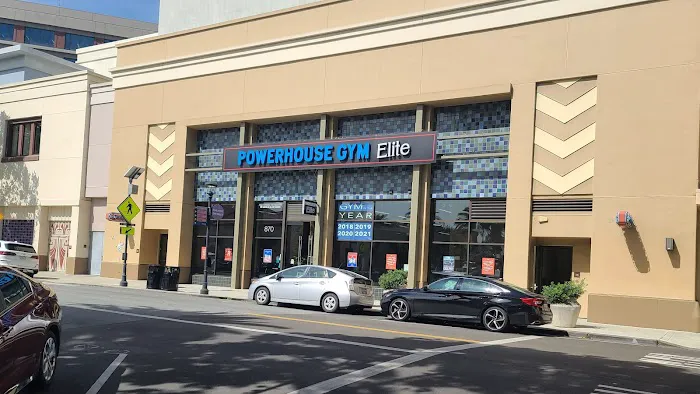 POWERHOUSE GYM Elite
GYM
YEAR
2018 2019
2020 2021
870